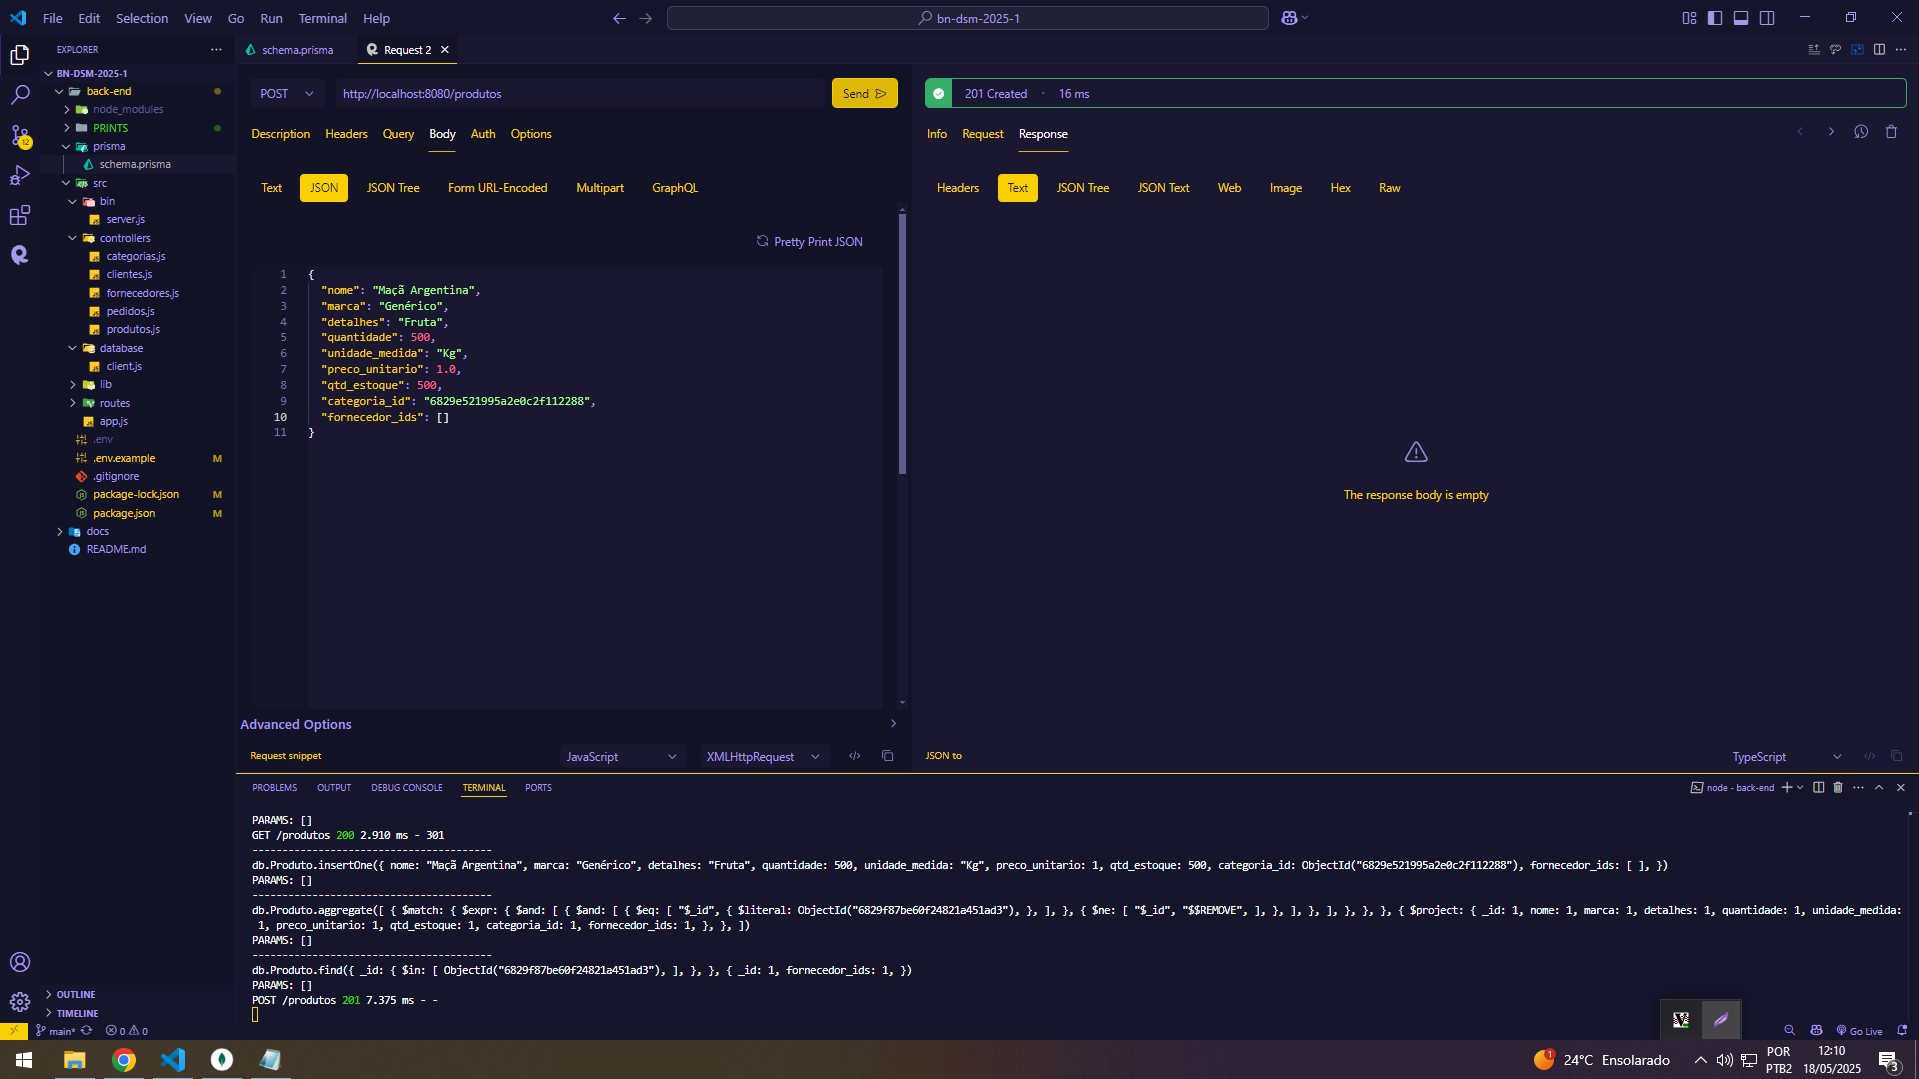 File Edit Selection View Go Run Terminal Help
bn-dsm-2025-1
EXPLORER
schema.prisma
Request 2
BN-DSM-2025-1
back-end
node_modules
PRINTS
prisma
schema.prisma
src
bin
server.js
controllers
categorias.js
clientes.js
fornecedores.js
pedidos.js
produtos.js
database
client.js
lib
routes
app.js
.env
.env.example M
.gitignore
package-lock.json M
package.json M
docs
README.md
OUTLINE
TIMELINE
12
POST http://localhost:8080/produtos Send
Description Headers Query Body Auth Options
Text JSON JSON Tree Form URL-Encoded Multipart GraphQL
Pretty Print JSON
1 {
2 "nome": "Maçã Argentina",
3 "marca": "Genérico",
4 "detalhes": "Fruta",
5 "quantidade": 500,
6 "unidade_medida": "Kg",
7 "preco_unitario": 1.0,
8 "qtd_estoque": 500,
9 "categoria_id": "6829e521995a2e0c2f112288",
10 "fornecedor_ids": []
11 }
Advanced Options
Request snippet JavaScript XMLHttpRequest
201 Created · 16 ms
Info Request Response
Headers Text JSON Tree JSON Text Web Image Hex Raw
The response body is empty
JSON to TypeScript
PROBLEMS OUTPUT DEBUG CONSOLE TERMINAL PORTS
node - back-end
PARAMS: []
GET /produtos 200 2.910 ms - 301
----------------------------------------
db.Produto.insertOne({ nome: "Maçã Argentina", marca: "Genérico", detalhes: "Fruta", quantidade: 500, unidade_medida: "Kg", preco_unitario: 1, qtd_estoque: 500, categoria_id: ObjectId("6829e521995a2e0c2f112288"), fornecedor_ids: [ ], })
PARAMS: []
----------------------------------------
db.Produto.aggregate([ { $match: { $expr: { $and: [ { $and: [ { $eq: [ "$_id", { $literal: ObjectId("6829f87be60f24821a451ad3"), }, ], }, { $ne: [ "$_id", "$$REMOVE", ], }, ], }, ], }, }, }, { $project: { _id: 1, nome: 1, marca: 1, detalhes: 1, quantidade: 1, unidade_medida:
1, preco_unitario: 1, qtd_estoque: 1, categoria_id: 1, fornecedor_ids: 1, }, }, ])
PARAMS: []
----------------------------------------
db.Produto.find({ _id: { $in: [ ObjectId("6829f87be60f24821a451ad3"), ], }, }, { _id: 1, fornecedor_ids: 1, })
PARAMS: []
POST /produtos 201 7.375 ms - -
main* 0 0 Go Live
1 24°C Ensolarado POR 12:10
PTB2 18/05/2025 3